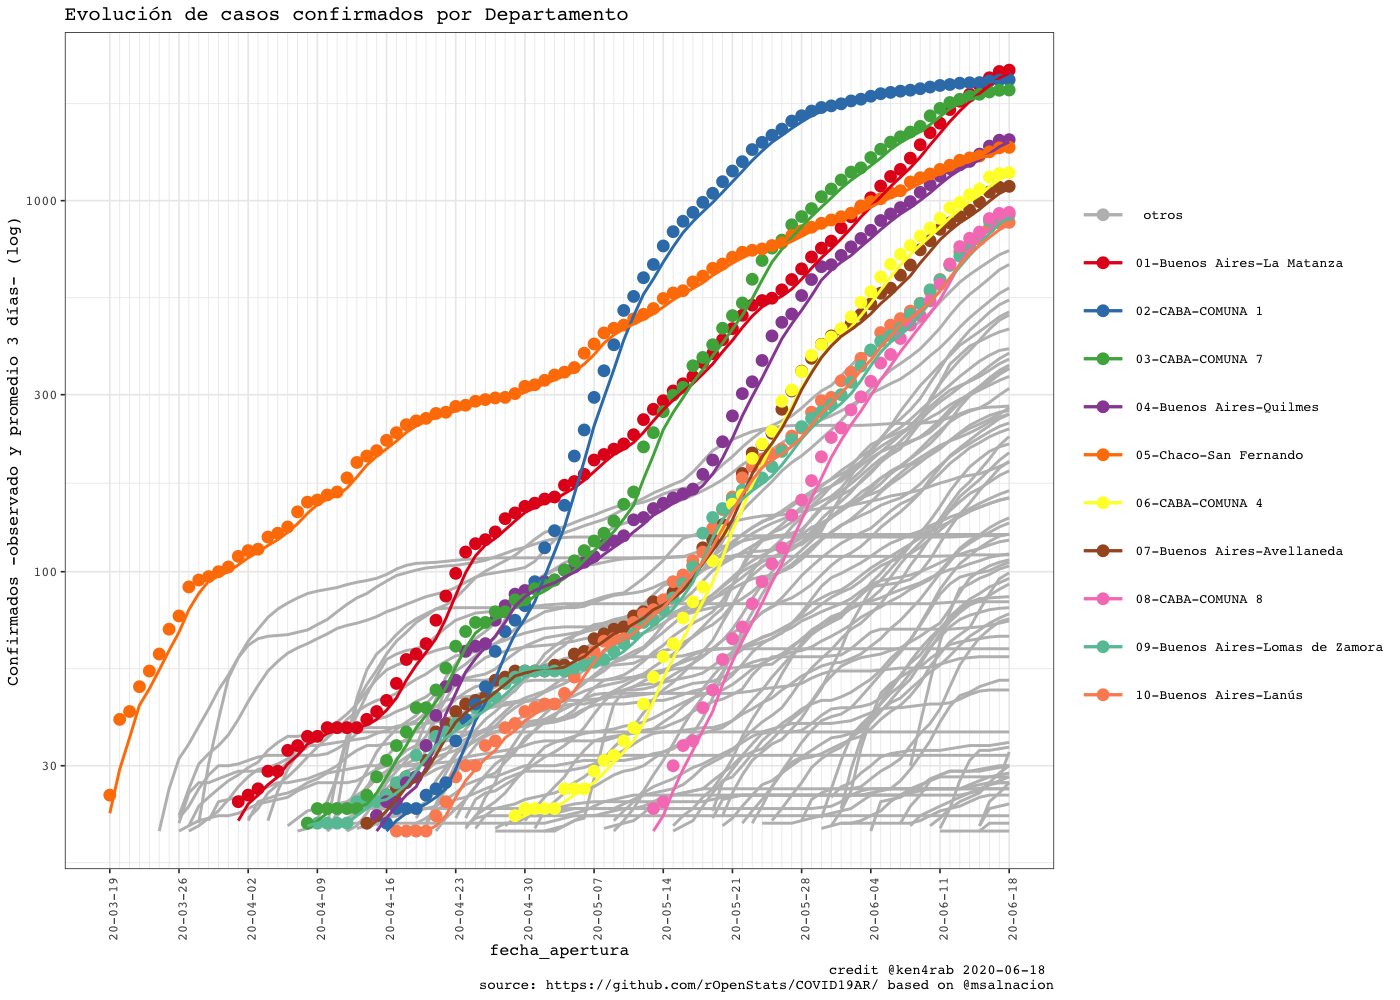 Evolución de casos confirmados por Departamento
Confirmados -observado y promedio 3 días- (log)
1000
300
100
30
20-03-19
20-03-26
20-04-02
20-04-09
20-04-16
20-04-23
20-04-30
20-05-07
20-05-14
20-05-21
20-05-28
20-06-04
20-06-11
20-06-18
fecha_apertura
otros
01-Buenos Aires-La Matanza
02-CABA-COMUNA 1
03-CABA-COMUNA 7
04-Buenos Aires-Quilmes
05-Chaco-San Fernando
06-CABA-COMUNA 4
07-Buenos Aires-Avellaneda
08-CABA-COMUNA 8
09-Buenos Aires-Lomas de Zamora
10-Buenos Aires-Lanús
credit @ken4rab 2020-06-18
source: https://github.com/rOpenStats/COVID19AR/ based on @msalnacion